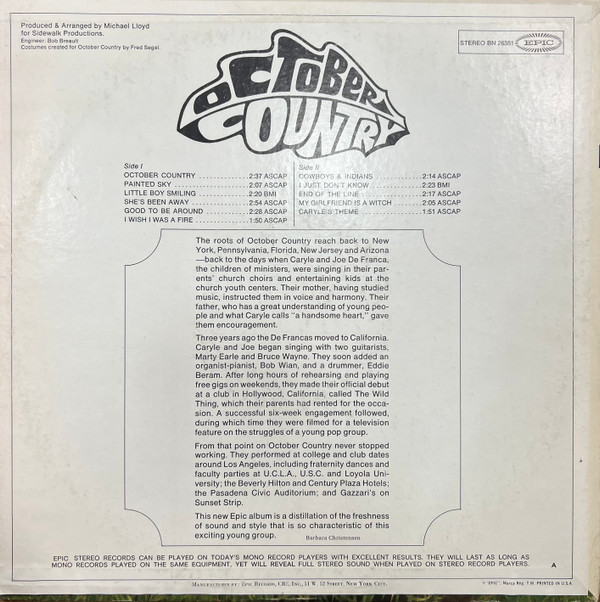 Produced & Arranged by Michael Lloyd
for Sidewalk Productions.
Engineer: Bob Breault
Costumes created for October Country by Fred Segal.
STEREO BN 26381 EPIC
OCTOBER
COUNTRY
Side I
OCTOBER COUNTRY . . . . . . . . . . . 2:37 ASCAP
PAINTED SKY . . . . . . . . . . . . . . . . 2:07 ASCAP
LITTLE BOY SMILING . . . . . . . . . . 2:20 BMI
SHE'S BEEN AWAY . . . . . . . . . . . . 2:54 ASCAP
GOOD TO BE AROUND . . . . . . . . . 2:28 ASCAP
I WISH I WAS A FIRE . . . . . . . . . . . 1:50 ASCAP
Side II
COWBOYS & INDIANS . . . . . . . . . . . 2:14 ASCAP
I JUST DON'T KNOW . . . . . . . . . . . . 2:23 BMI
END OF THE LINE . . . . . . . . . . . . . . 2:17 ASCAP
MY GIRLFRIEND IS A WITCH . . . . . 2:05 ASCAP
CARYLE'S THEME . . . . . . . . . . . . . . 1:51 ASCAP
The roots of October Country reach back to New
York, Pennsylvania, Florida, New Jersey and Arizona
—back to the days when Caryle and Joe De Franca,
the children of ministers, were singing in their par-
ents' church choirs and entertaining kids at the
church youth centers. Their mother, having studied
music, instructed them in voice and harmony. Their
father, who has a great understanding of young peo-
ple and what Caryle calls "a handsome heart," gave
them encouragement.
Three years ago the De Francas moved to California.
Caryle and Joe began singing with two guitarists,
Marty Earle and Bruce Wayne. They soon added an
organist-pianist, Bob Wian, and a drummer, Eddie
Beram. After long hours of rehearsing and playing
free gigs on weekends, they made their official debut
at a club in Hollywood, California, called The Wild
Thing, which their parents had rented for the occa-
sion. A successful six-week engagement followed,
during which time they were filmed for a television
feature on the struggles of a young pop group.
From that point on October Country never stopped
working. They performed at college and club dates
around Los Angeles, including fraternity dances and
faculty parties at U.C.L.A., U.S.C. and Loyola Uni-
versity; the Beverly Hilton and Century Plaza Hotels;
the Pasadena Civic Auditorium; and Gazzari's on
Sunset Strip.
This new Epic album is a distillation of the freshness
of sound and style that is so characteristic of this
exciting young group.
Barbara Christensen
EPIC STEREO RECORDS CAN BE PLAYED ON TODAY'S MONO RECORD PLAYERS WITH EXCELLENT RESULTS. THEY WILL LAST AS LONG AS
MONO RECORDS PLAYED ON THE SAME EQUIPMENT, YET WILL REVEAL FULL STEREO SOUND WHEN PLAYED ON STEREO RECORD PLAYERS.
A
MANUFACTURED BY: EPIC RECORDS, CBS, INC., 51 W. 52 STREET, NEW YORK CITY.
® "EPIC", Marca Reg. T.M. PRINTED IN U.S.A.